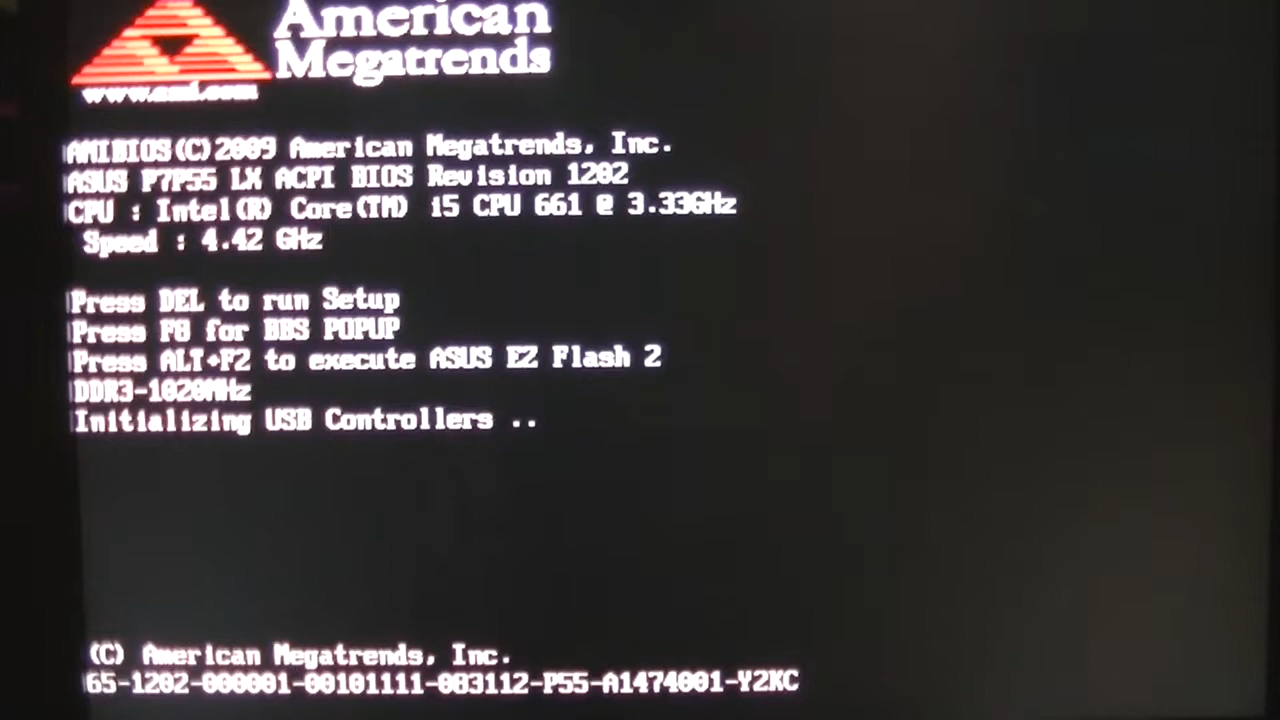 American
Megatrends
www.ami.com
AMIBIOS(C)2009 American Megatrends, Inc.
ASUS P7P55 LX ACPI BIOS Revision 1202
CPU : Intel(R) Core(TM) i5 CPU 661 @ 3.33GHz
Speed : 4.42 GHz
Press DEL to run Setup
Press F8 for BBS POPUP
Press ALT+F2 to execute ASUS EZ Flash 2
DDR3-1020MHz
Initializing USB Controllers ..
(C) American Megatrends, Inc.
65-1202-000001-00101111-083112-P55-A1474001-Y2KC